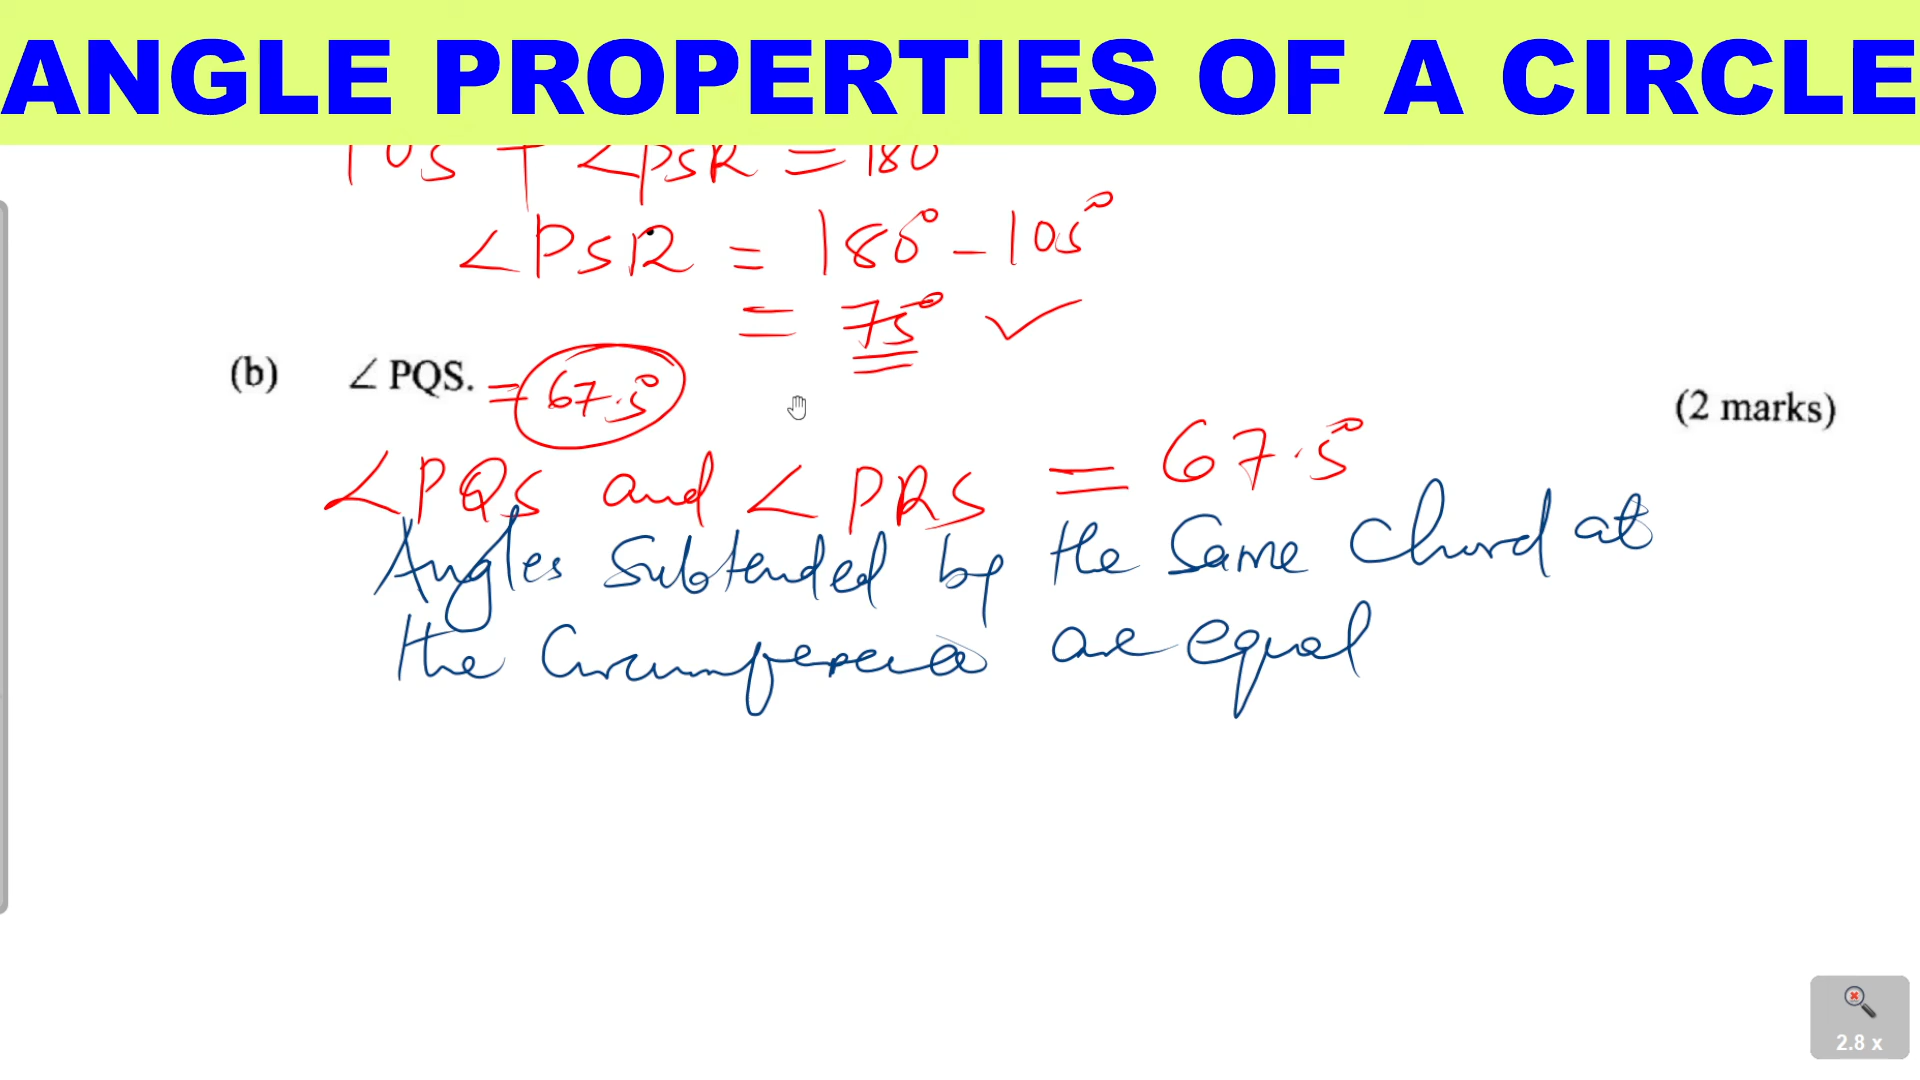 ANGLE PROPERTIES OF A CIRCLE
105 + ∠PSR = 180
∠PSR = 180° - 105°
= 75° ✓
(b) ∠ PQS. = 67.5°
(2 marks)
∠PQS and ∠PRS = 67.5°
Angles Subtended by the Same Chord at
the Circumference are equal
2.8 x